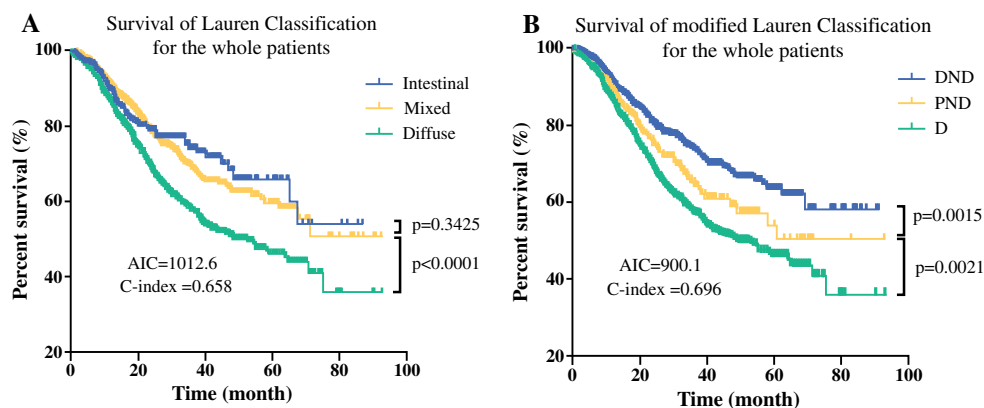 A
Survival of Lauren Classification
for the whole patients
Percent survival (%)
100
80
60
40
20
Intestinal
Mixed
Diffuse
p=0.3425
p<0.0001
AIC=1012.6
C-index =0.658
0
20
40
60
80
100
Time (month)
B
Survival of modified Lauren Classification
for the whole patients
Percent survival (%)
100
80
60
40
20
DND
PND
D
p=0.0015
p=0.0021
AIC=900.1
C-index =0.696
0
20
40
60
80
100
Time (month)